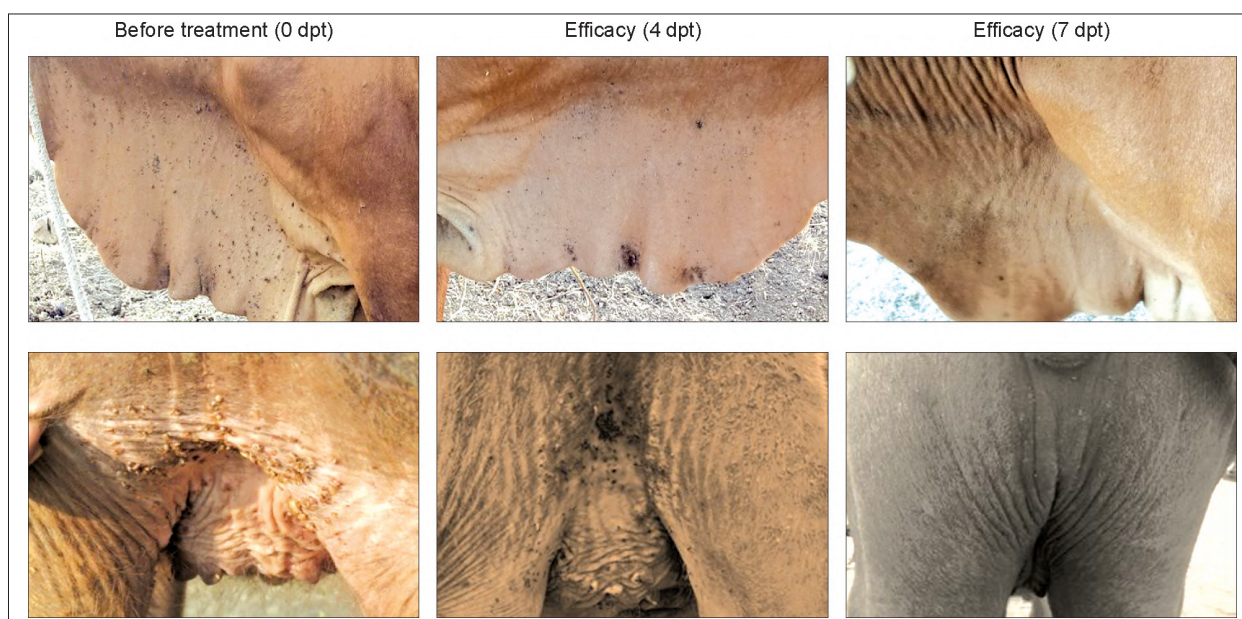 Before treatment (0 dpt)
Efficacy (4 dpt)
Efficacy (7 dpt)